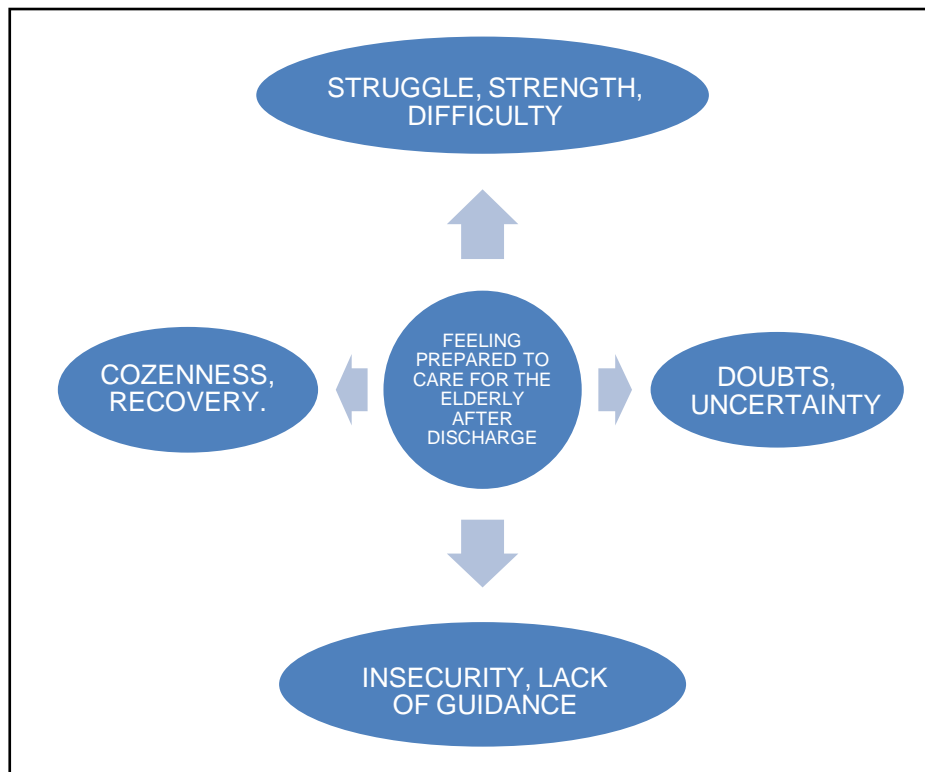 STRUGGLE, STRENGTH,
DIFFICULTY
COZENNESS,
RECOVERY.
FEELING
PREPARED TO
CARE FOR THE
ELDERLY
AFTER
DISCHARGE
DOUBTS,
UNCERTAINTY
INSECURITY, LACK
OF GUIDANCE